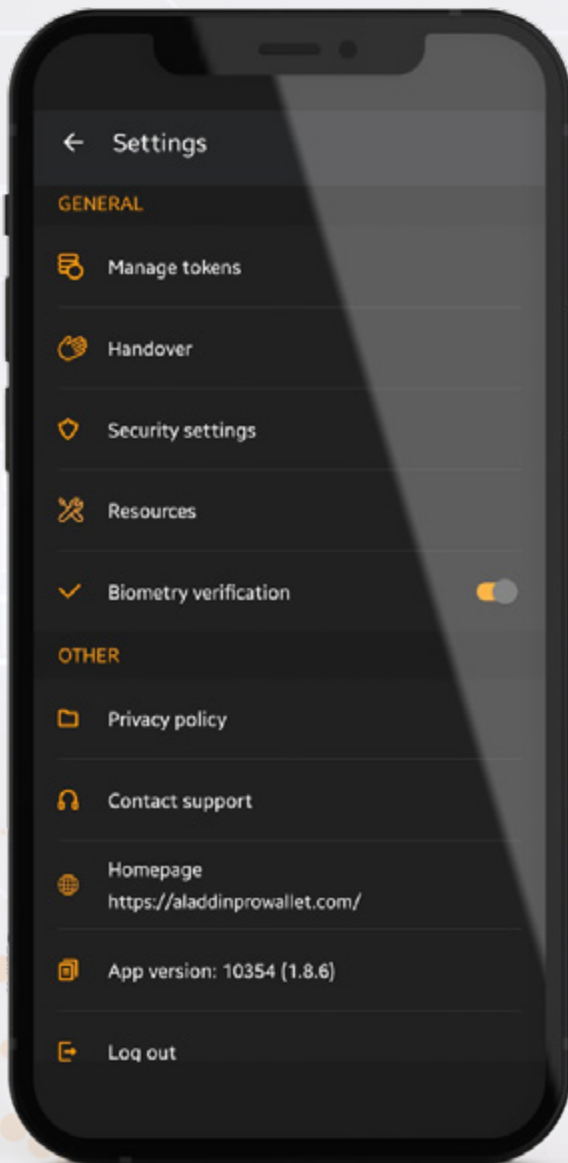 Settings
GENERAL
Manage tokens
Handover
Security settings
Resources
Biometry verification
OTHER
Privacy policy
Contact support
Homepage
https://aladdinprowallet.com/
App version: 10354 (1.8.6)
Log out